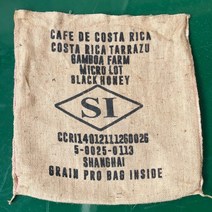 CAFE DE COSTA RICA
COSTA RICA TARRAZU
GAMBOA FARM
MICRO LOT
BLACK HONEY
SI
CCRI14012111260026
5-0025-0113
SHANGHAI
GRAIN PRO BAG INSIDE